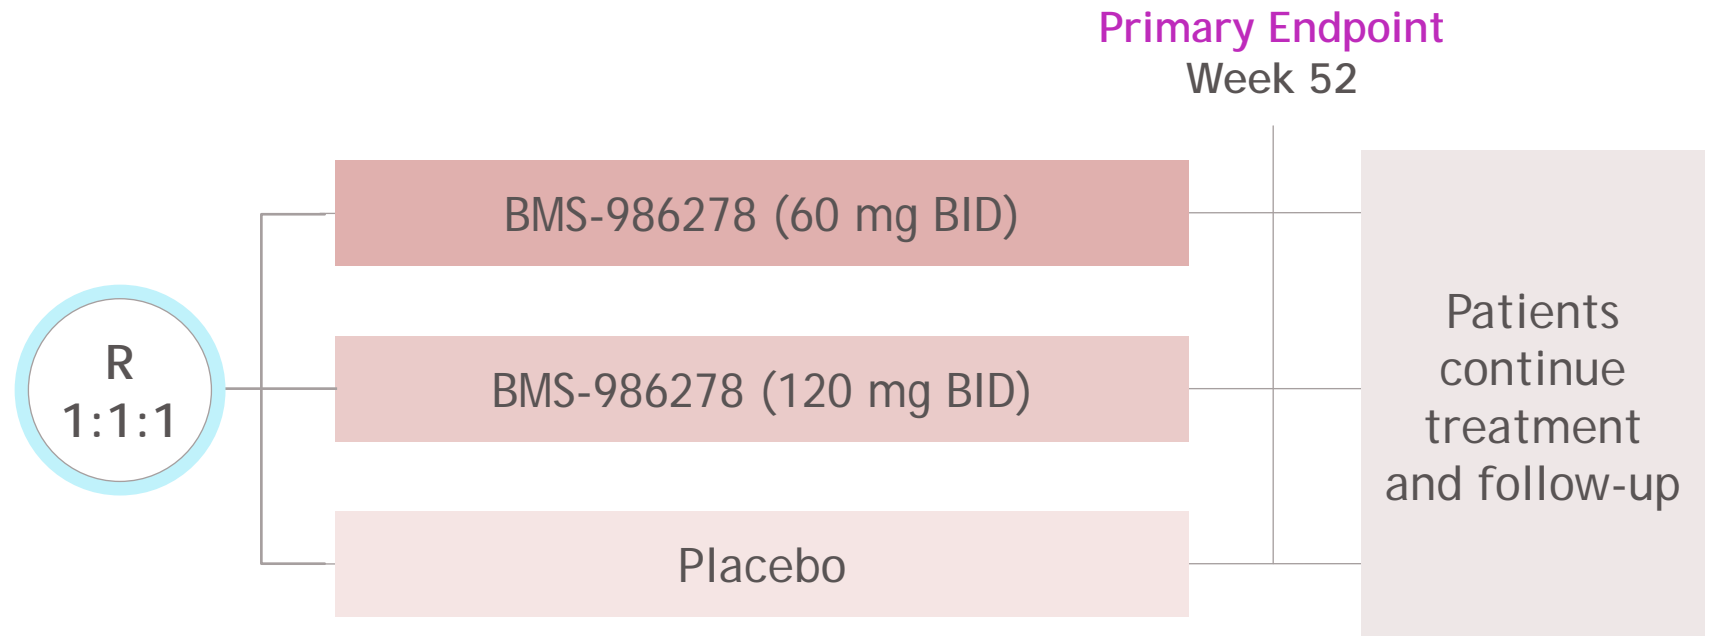 Primary Endpoint
Week 52
R
1:1:1
BMS-986278 (60 mg BID)
BMS-986278 (120 mg BID)
Placebo
Patients
continue
treatment
and follow-up